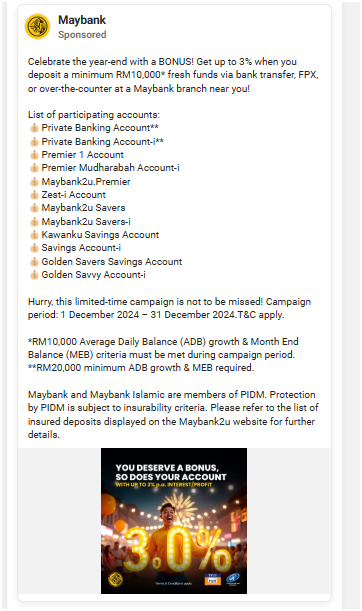 Maybank
Sponsored
Celebrate the year-end with a BONUS! Get up to 3% when you
deposit a minimum RM10,000* fresh funds via bank transfer, FPX,
or over-the-counter at a Maybank branch near you!
List of participating accounts:
Private Banking Account**
Private Banking Account-i**
Premier 1 Account
Premier Mudharabah Account-i
Maybank2u.Premier
Zest-i Account
Maybank2u Savers
Maybank2u Savers-i
Kawanku Savings Account
Savings Account-i
Golden Savers Savings Account
Golden Savvy Account-i
Hurry, this limited-time campaign is not to be missed! Campaign
period: 1 December 2024 – 31 December 2024.T&C apply.
*RM10,000 Average Daily Balance (ADB) growth & Month End
Balance (MEB) criteria must be met during campaign period.
**RM20,000 minimum ADB growth & MEB required.
Maybank and Maybank Islamic are members of PIDM. Protection
by PIDM is subject to insurability criteria. Please refer to the list of
insured deposits displayed on the Maybank2u website for further
details.
YOU DESERVE A BONUS,
SO DOES YOUR ACCOUNT
WITH UP TO 3% p.a. INTEREST/PROFIT
3.0%
Terms & Conditions apply